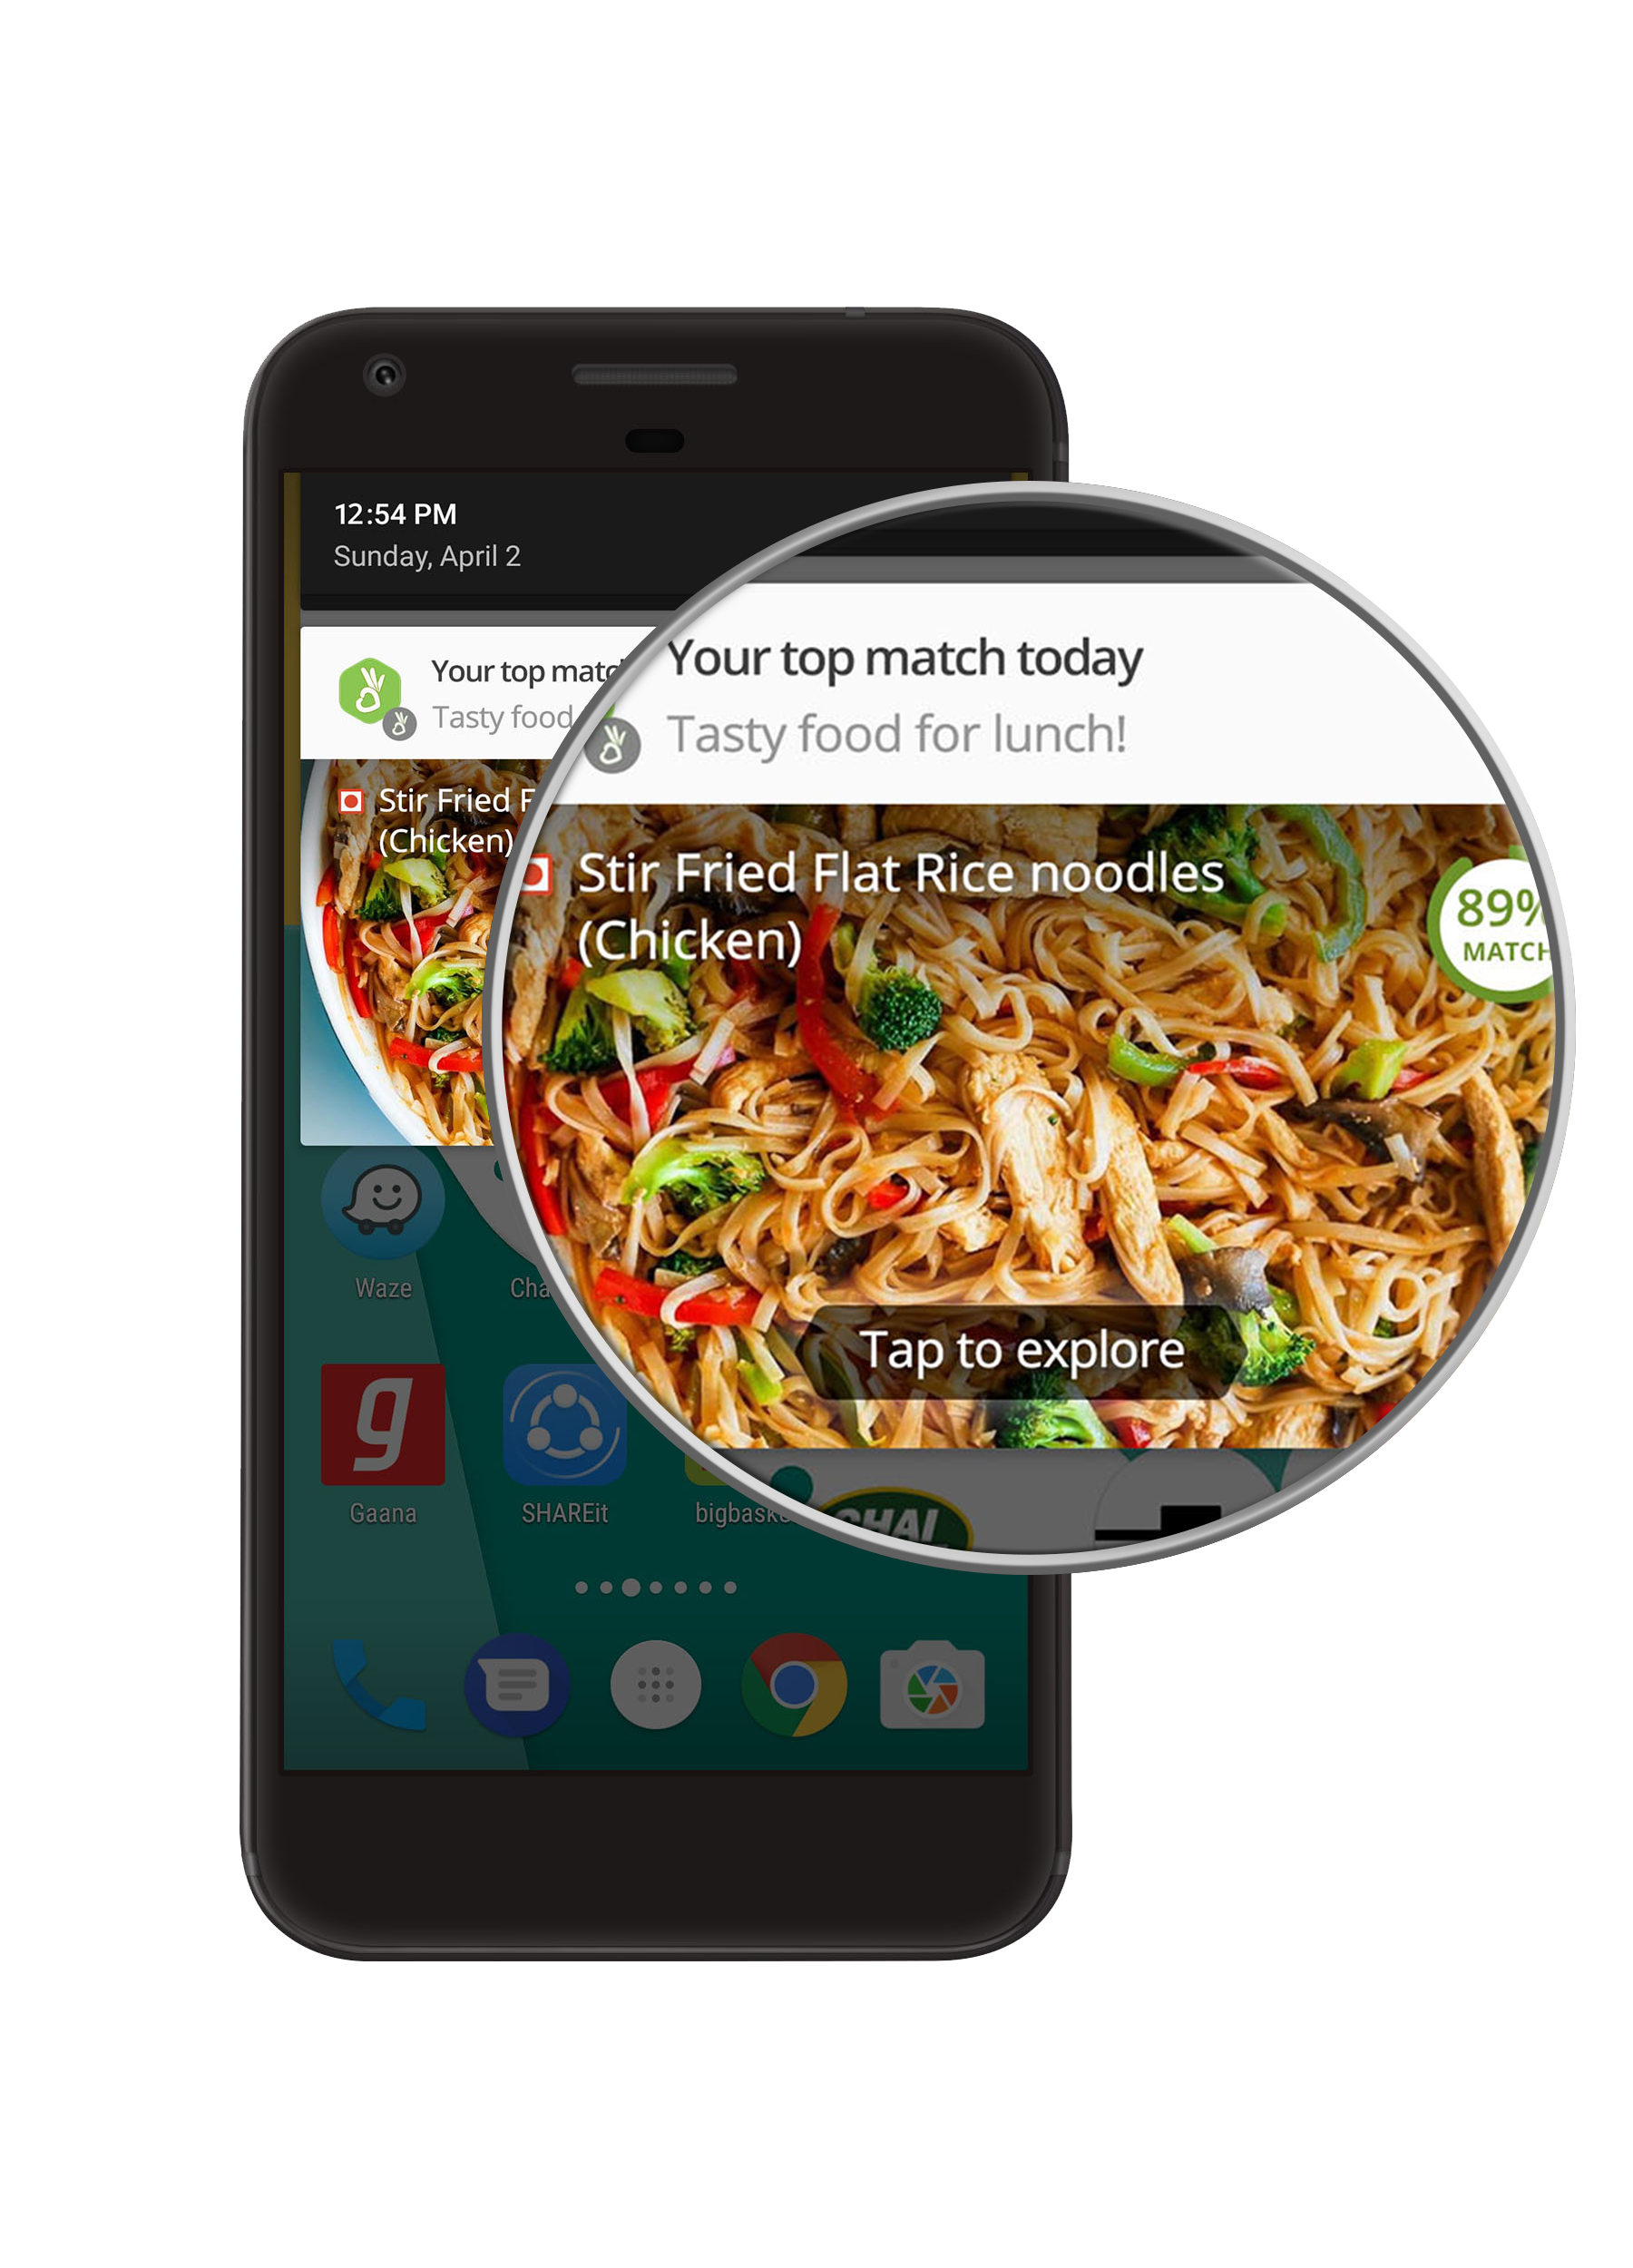 12:54 PM
Sunday, April 2
Your top match today
Tasty food for lunch!
Stir Fried Flat Rice noodles
(Chicken)
89%
MATCH
Tap to explore
Your top matc
Tasty food
Stir Fried F
(Chicken)
Waze
Cha
Gaana
SHAREit
bigbask
CHAI
g